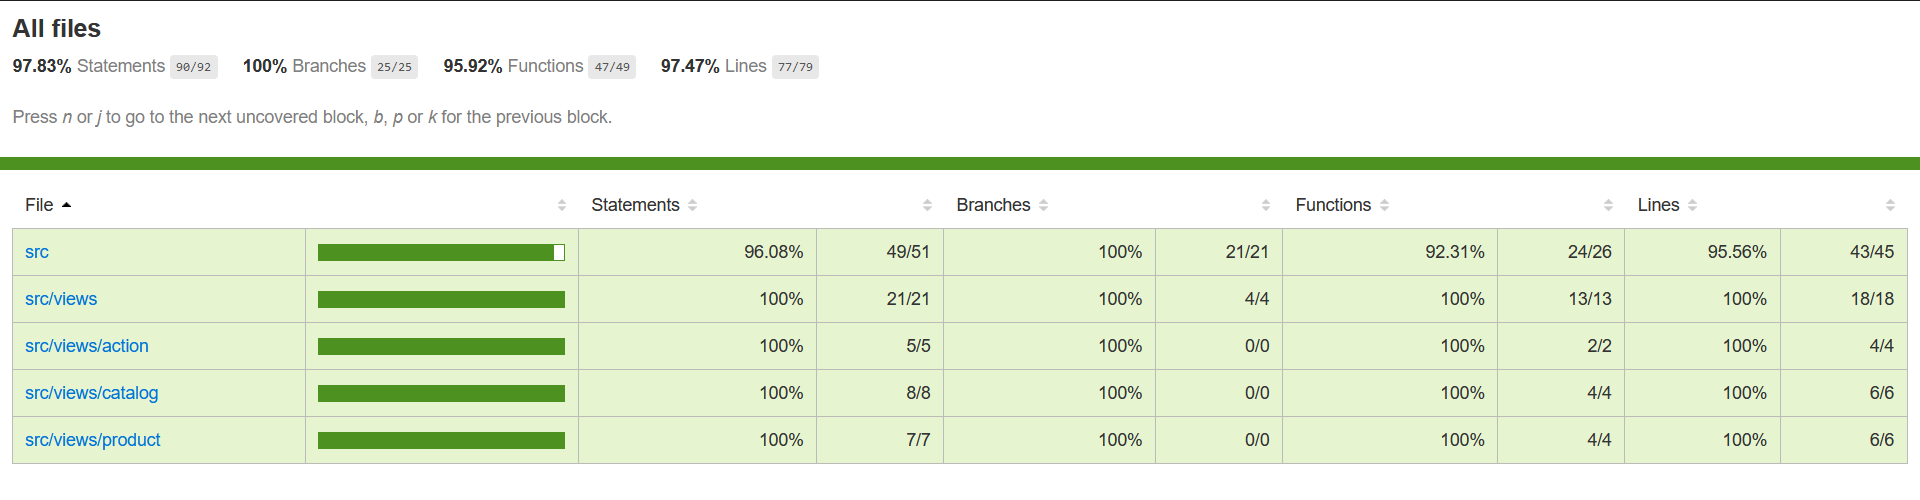 All files
97.83% Statements 90/92 100% Branches 25/25 95.92% Functions 47/49 97.47% Lines 77/79
Press n or j to go to the next uncovered block, b, p or k for the previous block.
File Statements Branches Functions Lines
src 96.08% 49/51 100% 21/21 92.31% 24/26 95.56% 43/45
src/views 100% 21/21 100% 4/4 100% 13/13 100% 18/18
src/views/action 100% 5/5 100% 0/0 100% 2/2 100% 4/4
src/views/catalog 100% 8/8 100% 0/0 100% 4/4 100% 6/6
src/views/product 100% 7/7 100% 0/0 100% 4/4 100% 6/6